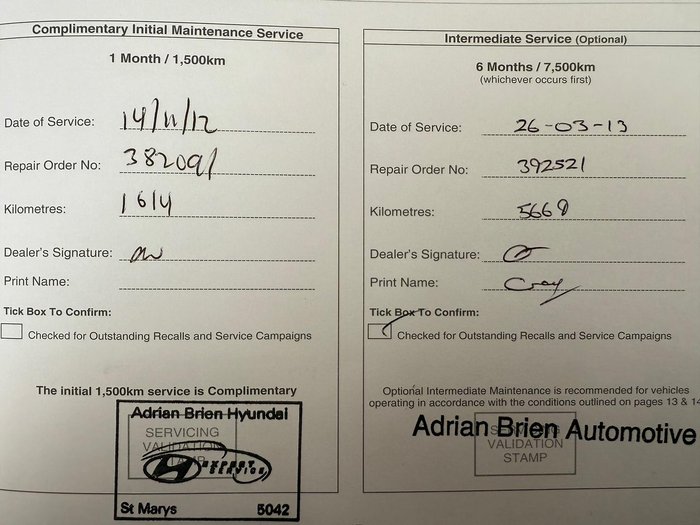 Complimentary Initial Maintenance Service
1 Month / 1,500km
Date of Service: 14/11/12
Repair Order No: 382091
Kilometres: 1614
Dealer's Signature:
Print Name:
Tick Box To Confirm:
Checked for Outstanding Recalls and Service Campaigns
The initial 1,500km service is Complimentary
Adrian Brien Hyundai
SERVICING
VALIDATION
STAMP
EXPERT
SERVICE
St Marys 5042
Intermediate Service (Optional)
6 Months / 7,500km
(whichever occurs first)
Date of Service: 26-03-13
Repair Order No: 392521
Kilometres: 5668
Dealer's Signature:
Print Name:
Tick Box To Confirm:
Checked for Outstanding Recalls and Service Campaigns
Optional Intermediate Maintenance is recommended for vehicles
operating in accordance with the conditions outlined on pages 13 & 14
Adrian Brien Automotive
VALIDATION
STAMP